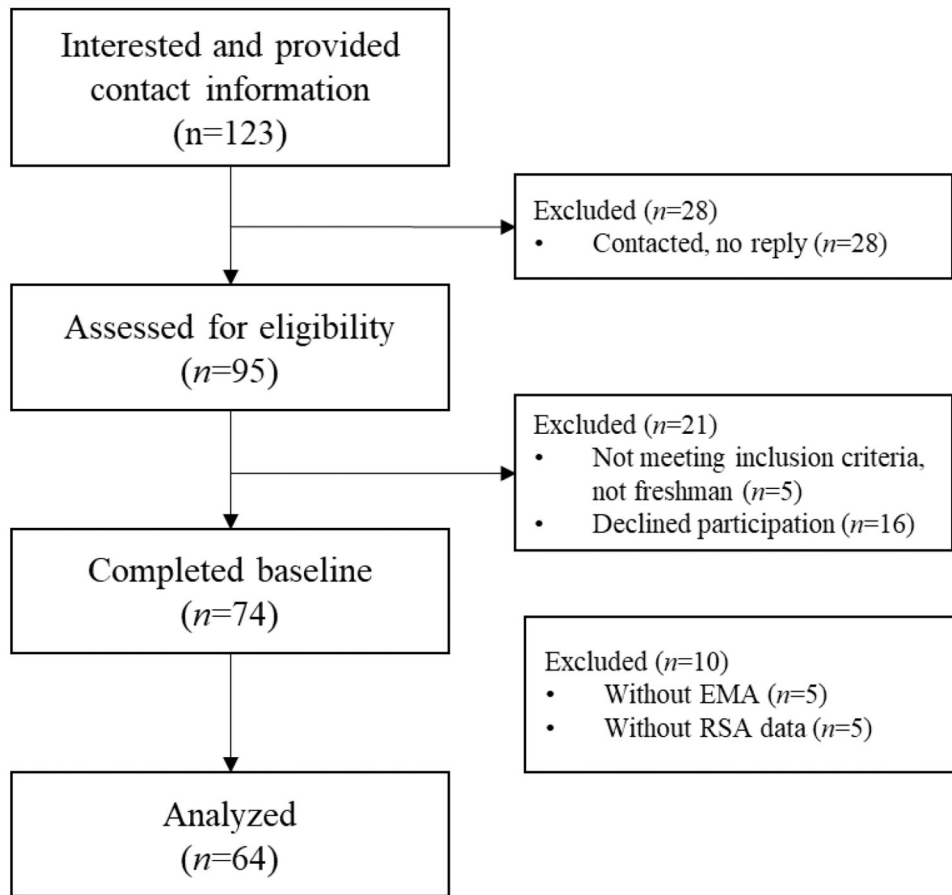 Interested and provided
contact information
(n=123)
Excluded (n=28)
• Contacted, no reply (n=28)
Assessed for eligibility
(n=95)
Excluded (n=21)
• Not meeting inclusion criteria,
not freshman (n=5)
• Declined participation (n=16)
Completed baseline
(n=74)
Excluded (n=10)
• Without EMA (n=5)
• Without RSA data (n=5)
Analyzed
(n=64)